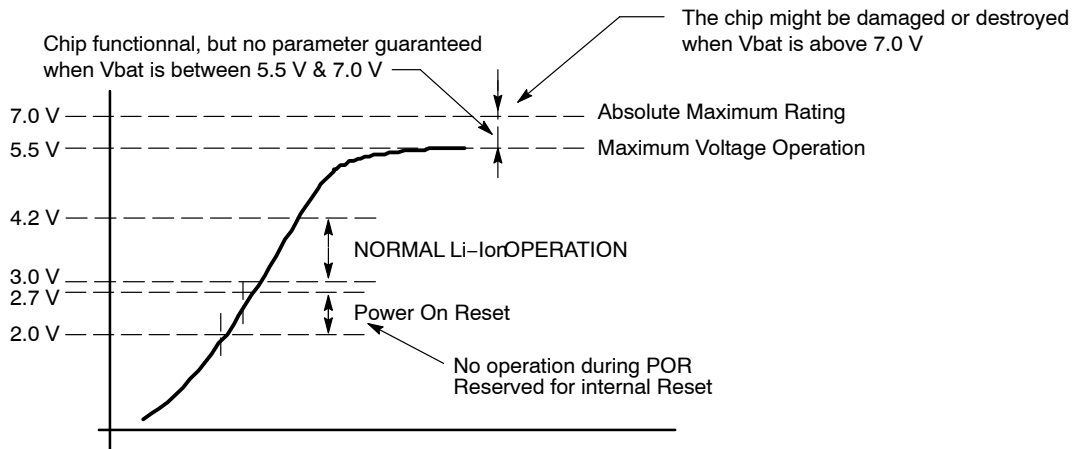 The chip might be damaged or destroyed
when Vbat is above 7.0 V
Chip functionnal, but no parameter guaranteed
when Vbat is between 5.5 V & 7.0 V
7.0 V
Absolute Maximum Rating
5.5 V
Maximum Voltage Operation
4.2 V
NORMAL Li−IonOPERATION
3.0 V
2.7 V
Power On Reset
2.0 V
No operation during POR
Reserved for internal Reset